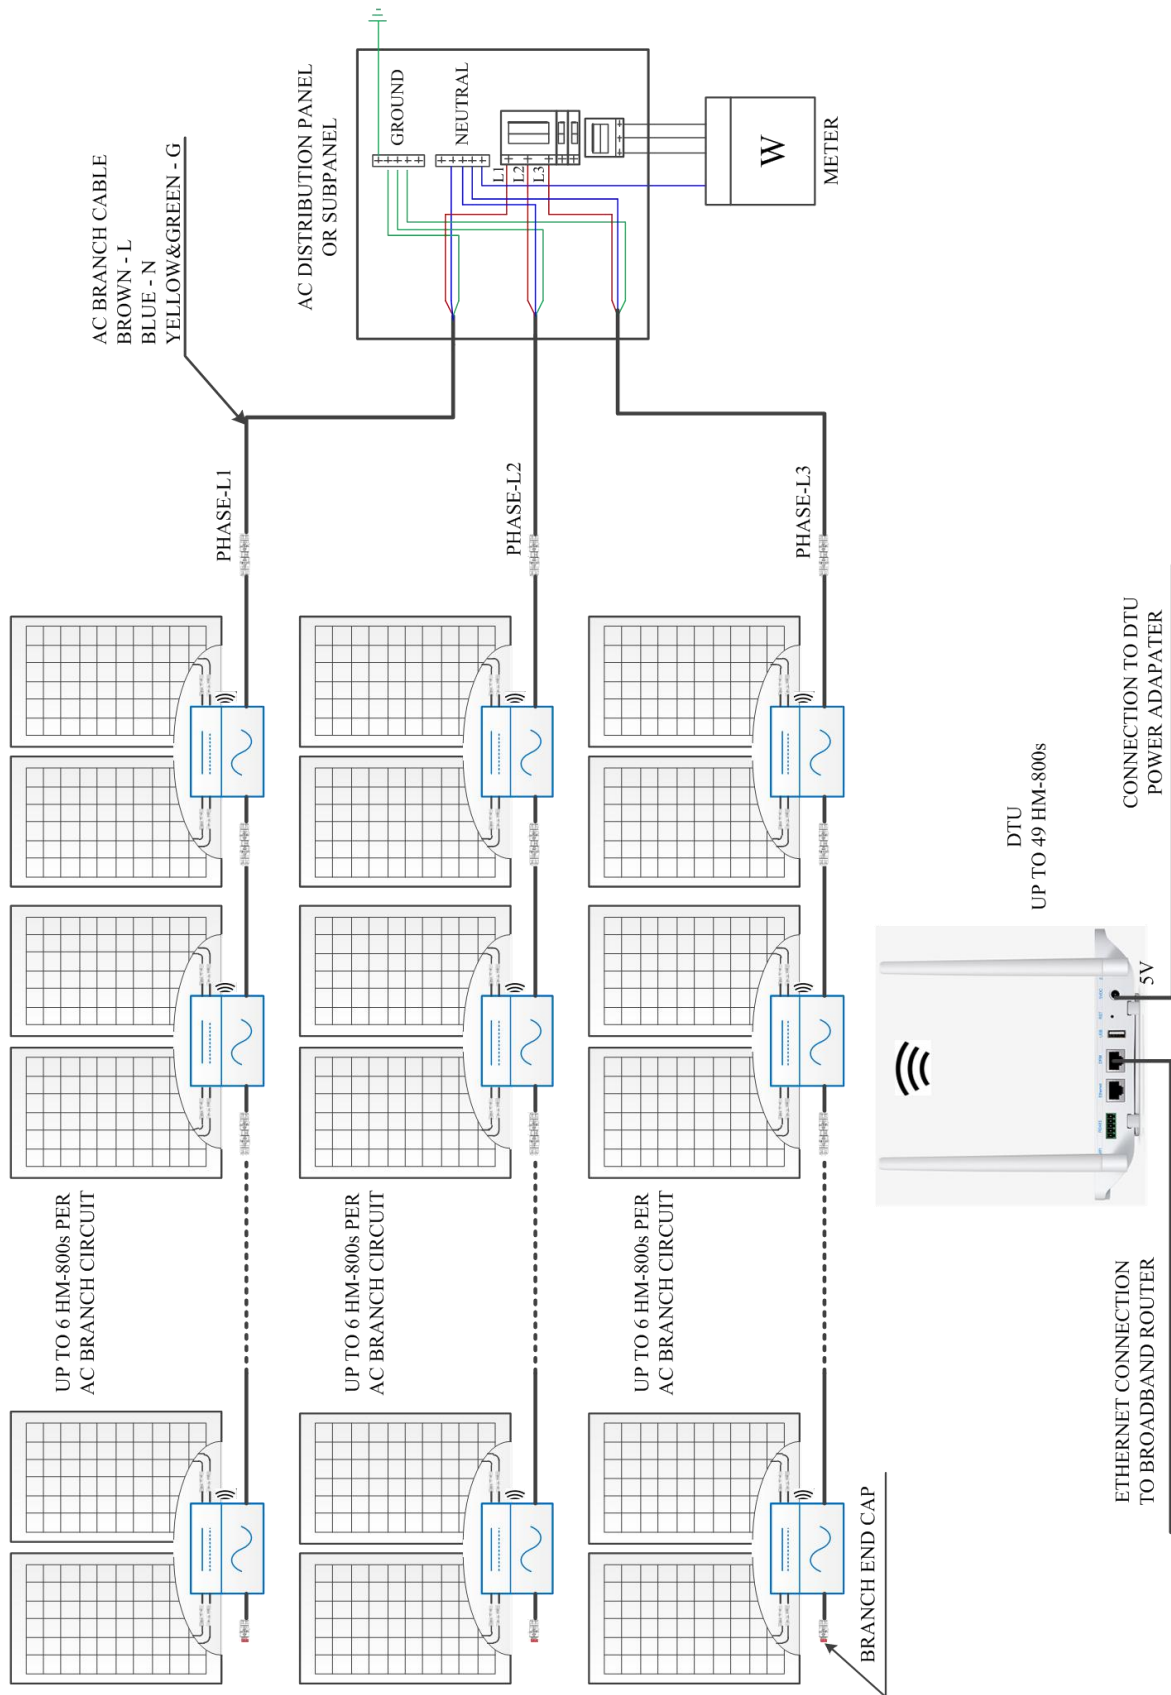 AC BRANCH CABLE
BROWN - L
BLUE - N
YELLOW&GREEN - G
AC DISTRIBUTION PANEL
OR SUBPANEL
GROUND
NEUTRAL
L1
L2
L3
W
METER
PHASE-L1
PHASE-L2
PHASE-L3
UP TO 6 HM-800s PER
AC BRANCH CIRCUIT
UP TO 6 HM-800s PER
AC BRANCH CIRCUIT
UP TO 6 HM-800s PER
AC BRANCH CIRCUIT
BRANCH END CAP
DTU
UP TO 49 HM-800s
5V
CONNECTION TO DTU
POWER ADAPATER
ETHERNET CONNECTION
TO BROADBAND ROUTER